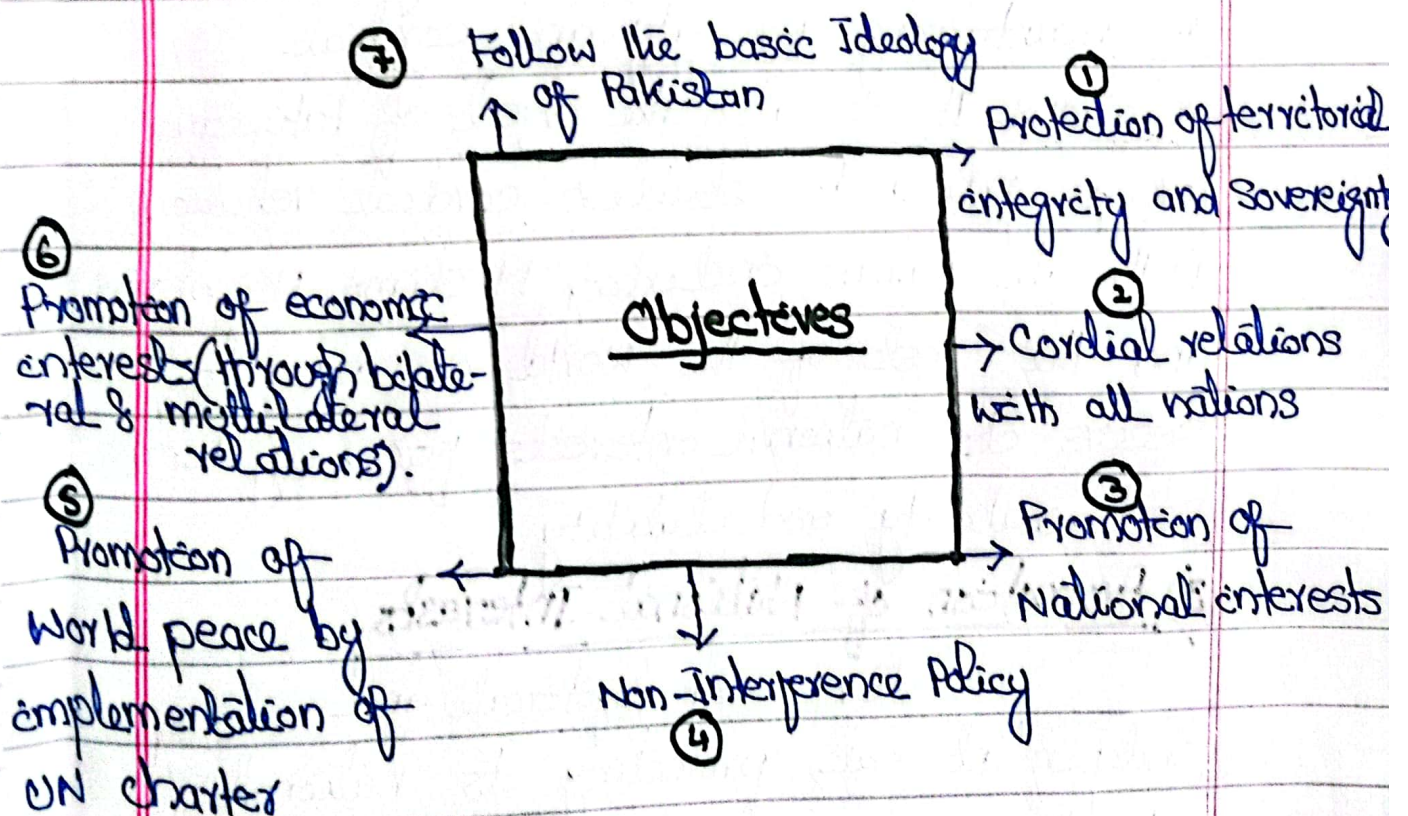 Objectives
①
Protection of territorial
integrity and Sovereignty
②
Cordial relations
with all nations
③
Promotion of
National interests
Non-Interference Policy
④
⑤
Promotion of
World peace by
implementation of
UN Charter
⑥
Promotion of economic
interests (through bilate-
ral & multilateral
relations).
⑦ Follow the basic Ideology
of Pakistan